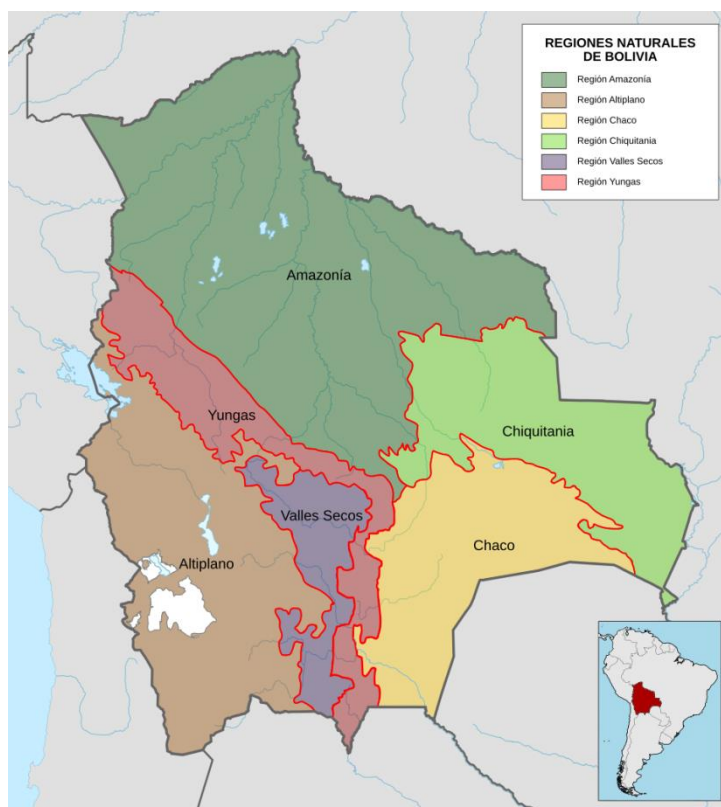 REGIONES NATURALES
DE BOLIVIA
Región Amazonía
Región Altiplano
Región Chaco
Región Chiquitania
Región Valles Secos
Región Yungas
Amazonía
Yungas
Chiquitania
Valles Secos
Chaco
Altiplano